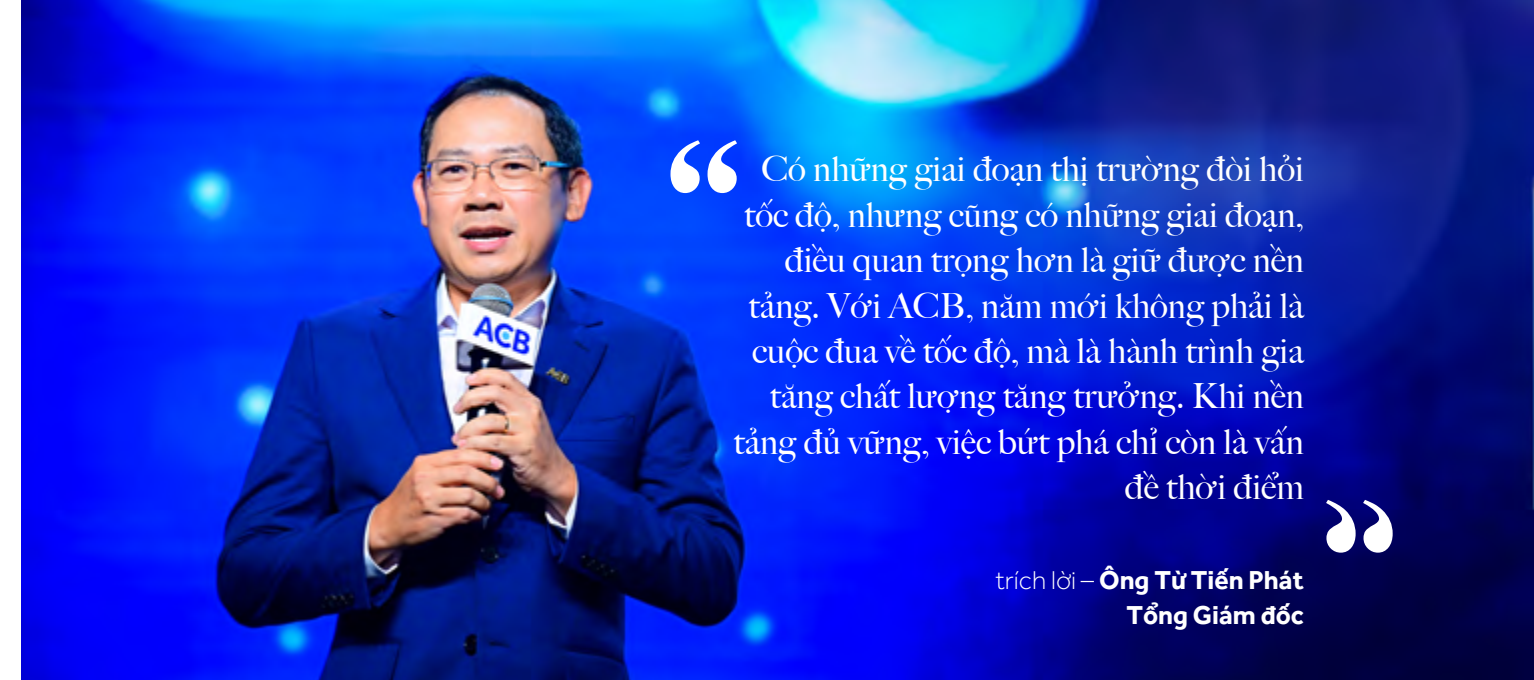 ACB
ACB
“ Có những giai đoạn thị trường đòi hỏi
tốc độ, nhưng cũng có những giai đoạn,
điều quan trọng hơn là giữ được nền
tảng. Với ACB, năm mới không phải là
cuộc đua về tốc độ, mà là hành trình gia
tăng chất lượng tăng trưởng. Khi nền
tảng đủ vững, việc bứt phá chỉ còn là vấn
đề thời điểm
”
trích lời – Ông Từ Tiến Phát
Tổng Giám đốc